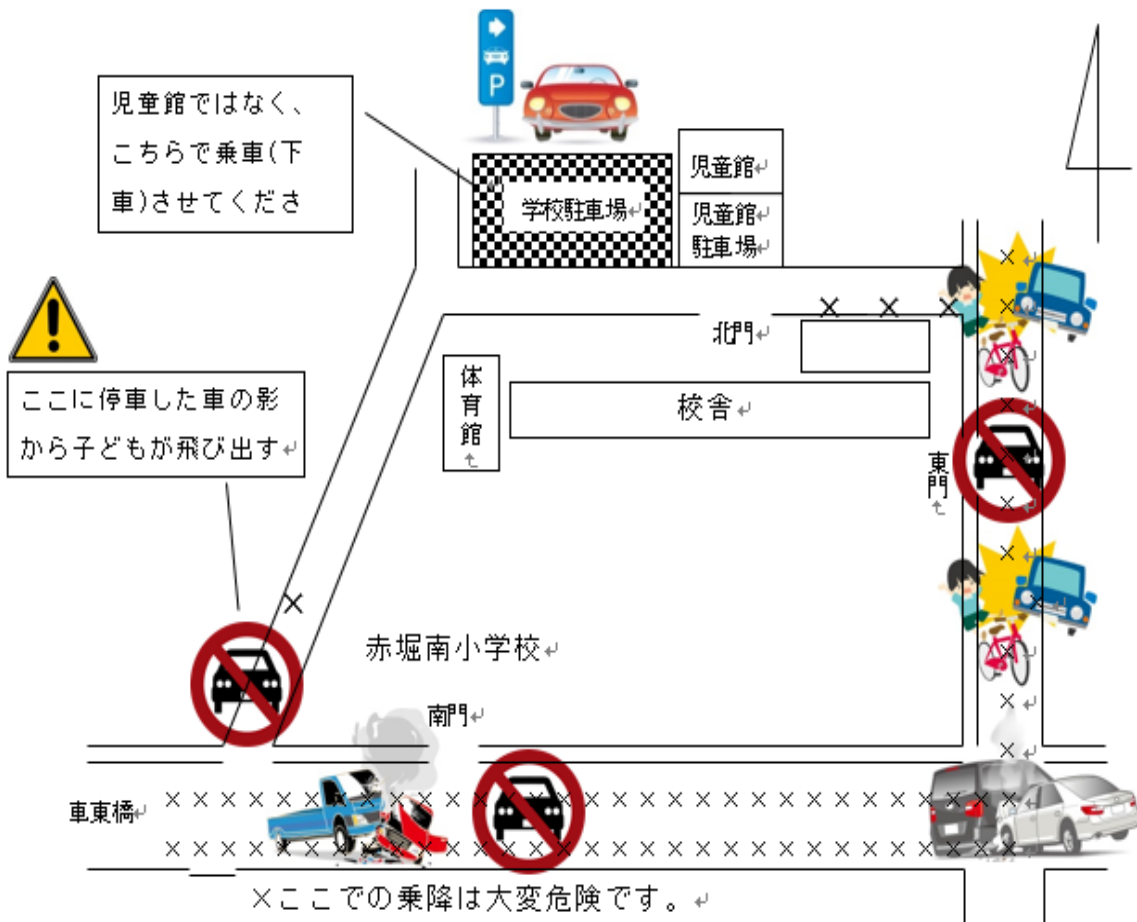 P
児童館ではなく、
こちらで乗車(下
車)させてくださ
学校駐車場
児童館
児童館
駐車場
北門
ここに停車した車の影
から子どもが飛び出す
体育館
校舎
東門
赤堀南小学校
南門
車東橋
×ここでの乗降は大変危険です。